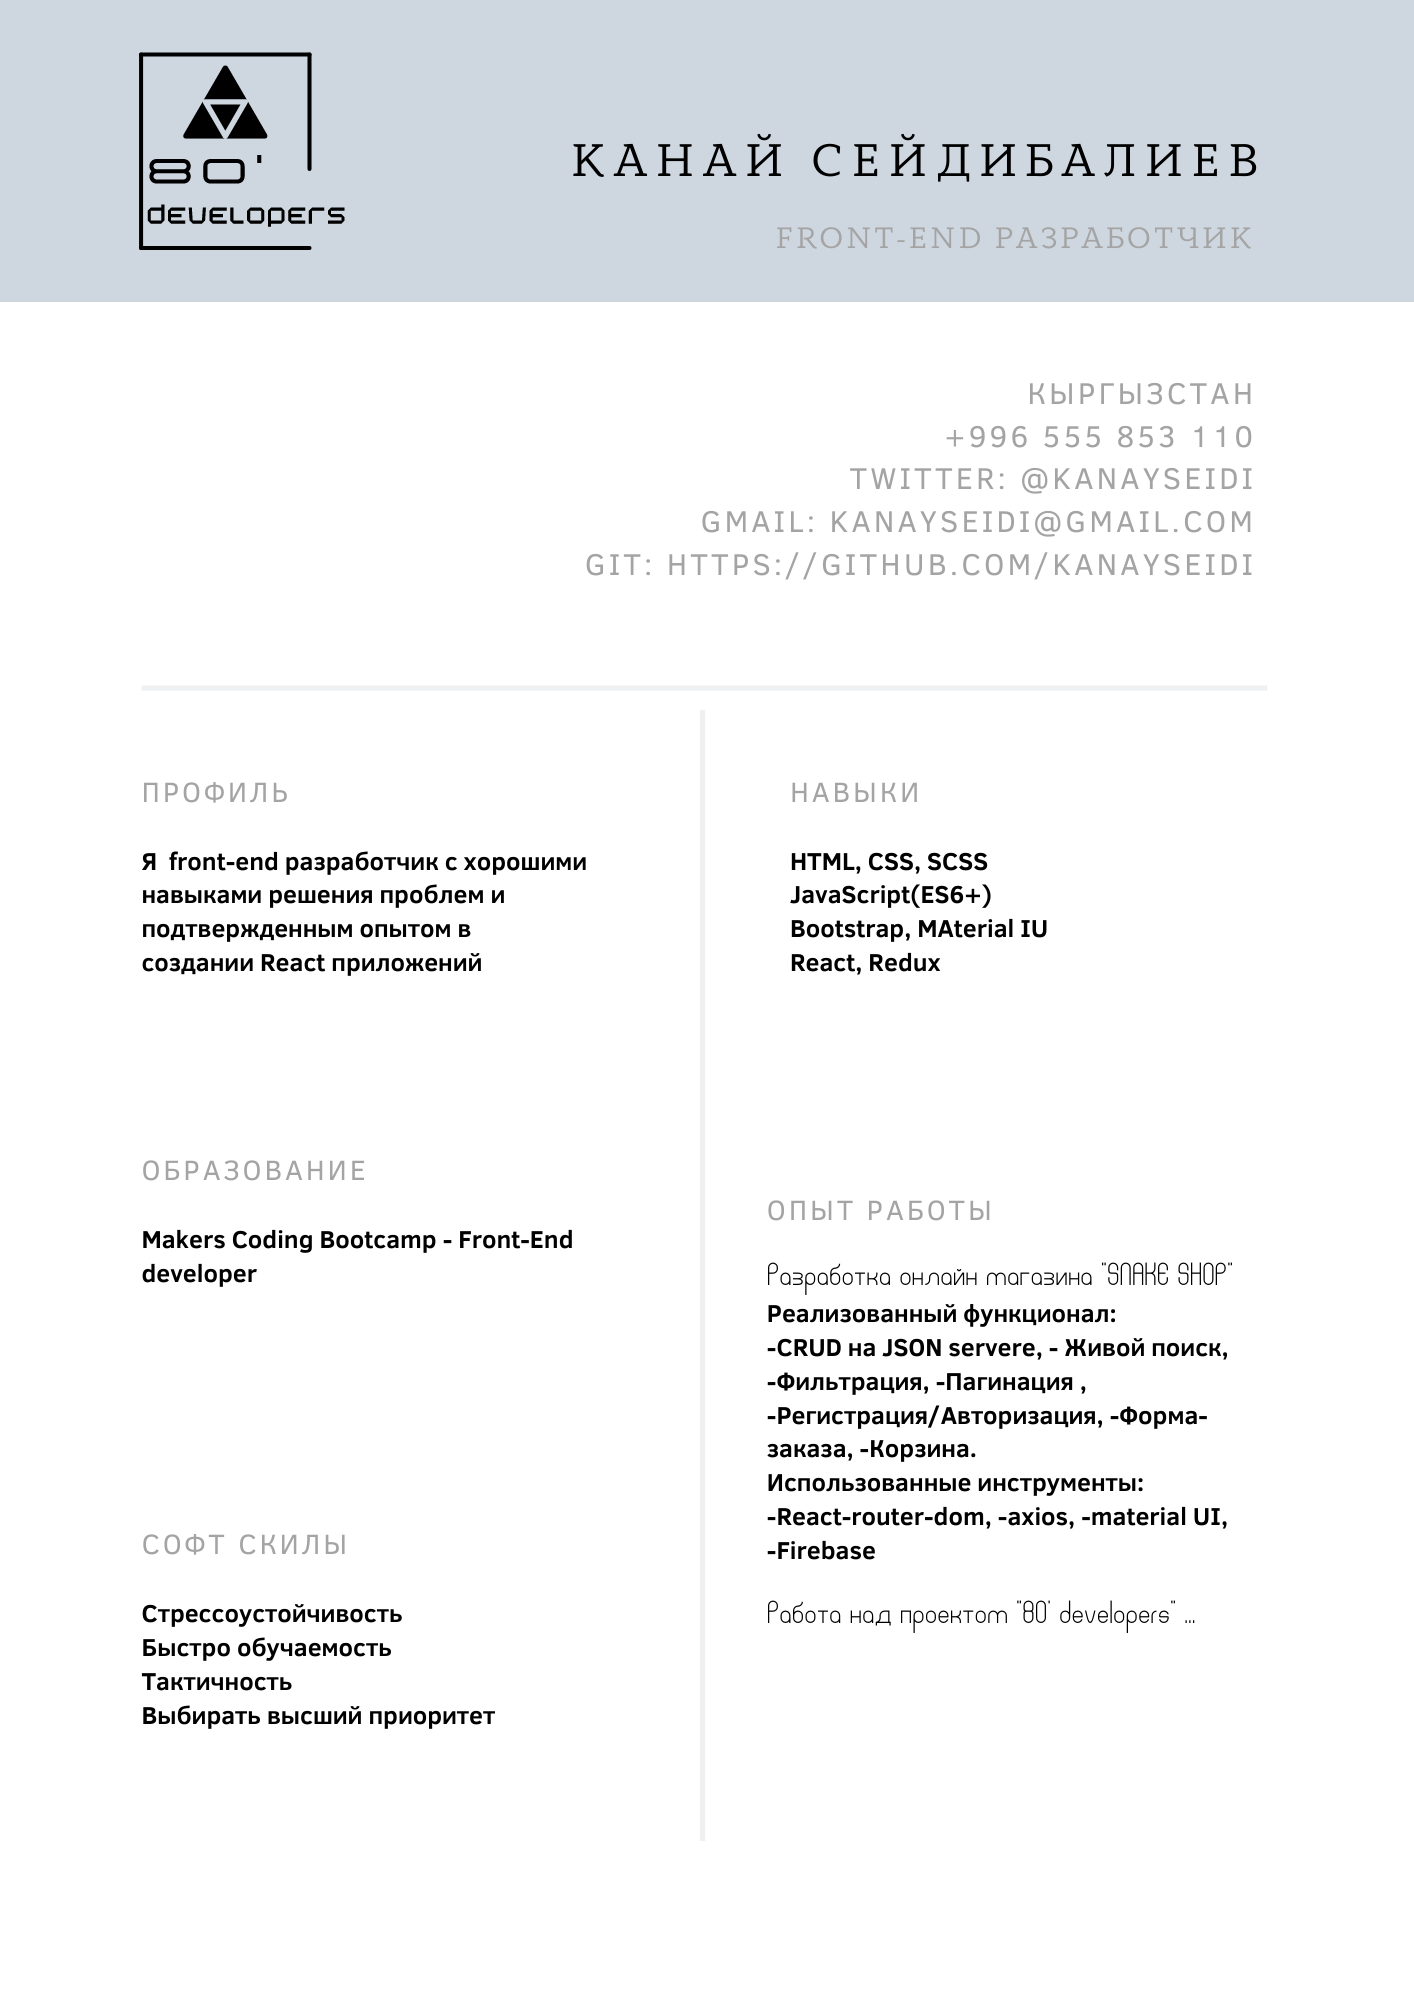 80'
developers
КАНАЙ СЕЙДИБАЛИЕВ
FRONT-END РАЗРАБОТЧИК
КЫРГЫЗСТАН
+996 555 853 110
TWITTER: @KANAYSEIDI
GMAIL: KANAYSEIDI@GMAIL.COM
GIT: HTTPS://GITHUB.COM/KANAYSEIDI
ПРОФИЛЬ
Я  front-end разработчик с хорошими
навыками решения проблем и
подтвержденным опытом в
создании React приложений
ОБРАЗОВАНИЕ
Makers Coding Bootcamp - Front-End
developer
СОФТ СКИЛЫ
Стрессоустойчивость
Быстро обучаемость
Тактичность
Выбирать высший приоритет
НАВЫКИ
HTML, CSS, SCSS
JavaScript(ES6+)
Bootstrap, MAterial IU
React, Redux
ОПЫТ РАБОТЫ
Разработка онлайн магазина "SNAKE SHOP"
Реализованный функционал:
-CRUD на JSON servere, - Живой поиск,
-Фильтрация, -Пагинация ,
-Регистрация/Авторизация, -Форма-
заказа, -Корзина.
Использованные инструменты:
-React-router-dom, -axios, -material UI,
-Firebase
Работа над проектом "80' developers" ...